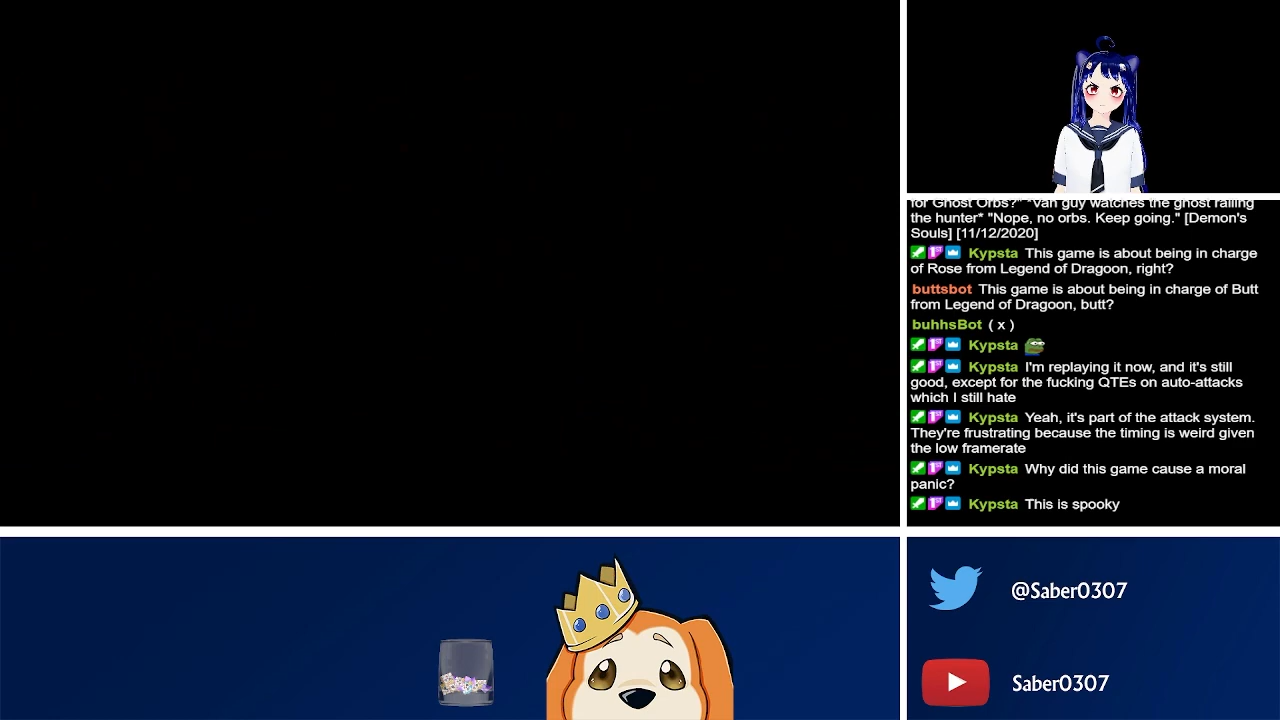 for Ghost Orbs?" *Van guy watches the ghost railing
the hunter* "Nope, no orbs. Keep going." [Demon's
Souls] [11/12/2020]
Kypsta This game is about being in charge
of Rose from Legend of Dragoon, right?
buttsbot This game is about being in charge of Butt
from Legend of Dragoon, butt?
buhhsBot ( x )
Kypsta
Kypsta I'm replaying it now, and it's still
good, except for the fucking QTEs on auto-attacks
which I still hate
Kypsta Yeah, it's part of the attack system.
They're frustrating because the timing is weird given
the low framerate
Kypsta Why did this game cause a moral
panic?
Kypsta This is spooky
@Saber0307
Saber0307